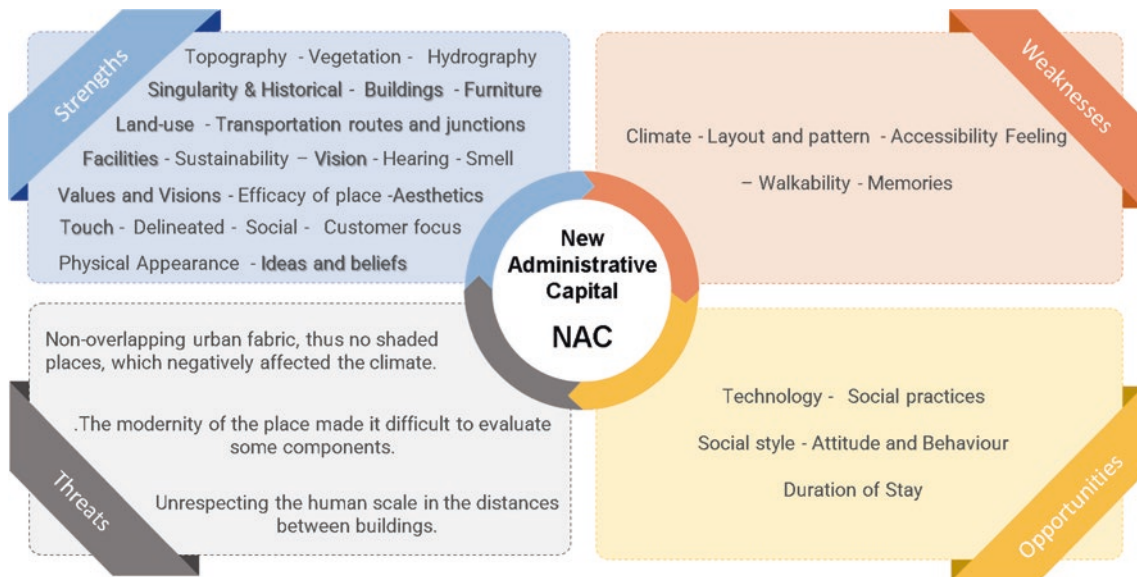 Strengths
Topography - Vegetation - Hydrography
Singularity & Historical - Buildings - Furniture
Land-use - Transportation routes and junctions
Facilities - Sustainability – Vision - Hearing - Smell
Values and Visions - Efficacy of place -Aesthetics
Touch - Delineated - Social - Customer focus
Physical Appearance - Ideas and beliefs
Weaknesses
Climate - Layout and pattern - Accessibility Feeling
– Walkability - Memories
New
Administrative
Capital
NAC
Threats
Non-overlapping urban fabric, thus no shaded
places, which negatively affected the climate.
.The modernity of the place made it difficult to evaluate
some components.
Unrespecting the human scale in the distances
between buildings.
Opportunities
Technology - Social practices
Social style - Attitude and Behaviour
Duration of Stay